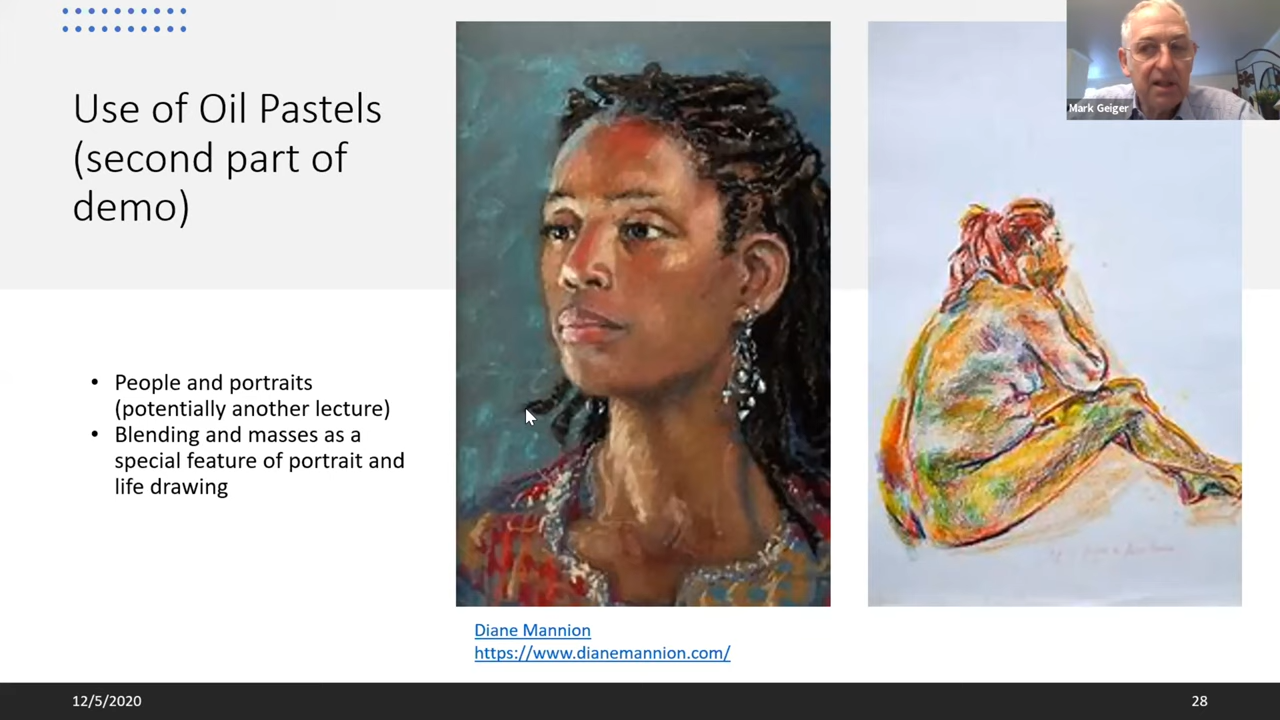 Use of Oil Pastels
(second part of
demo)
Mark Geiger
• People and portraits
(potentially another lecture)
• Blending and masses as a
special feature of portrait and
life drawing
Diane Mannion
https://www.dianemannion.com/
12/5/2020
28